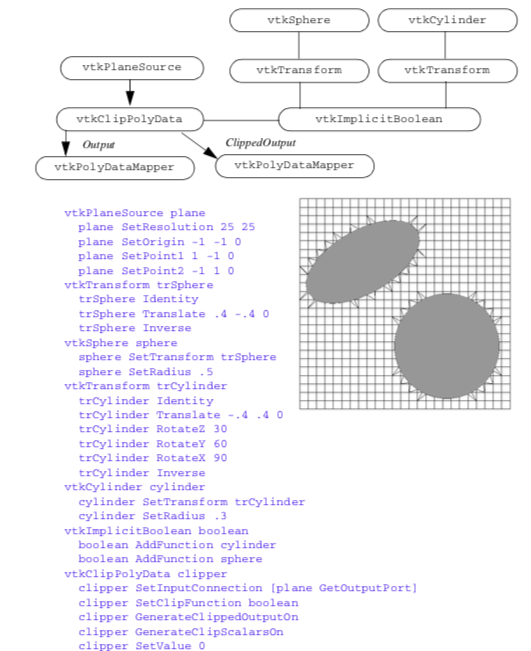 vtkSphere
vtkCylinder
vtkPlaneSource
vtkTransform
vtkTransform
vtkClipPolyData
vtkImplicitBoolean
Output
ClippedOutput
vtkPolyDataMapper
vtkPolyDataMapper
vtkPlaneSource plane
plane SetResolution 25 25
plane SetOrigin -1 -1 0
plane SetPoint1 1 -1 0
plane SetPoint2 -1 1 0
vtkTransform trSphere
trSphere Identity
trSphere Translate .4 -.4 0
trSphere Inverse
vtkSphere sphere
sphere SetTransform trSphere
sphere SetRadius .5
vtkTransform trCylinder
trCylinder Identity
trCylinder Translate -.4 .4 0
trCylinder RotateZ 30
trCylinder RotateY 60
trCylinder RotateX 90
trCylinder Inverse
vtkCylinder cylinder
cylinder SetTransform trCylinder
cylinder SetRadius .3
vtkImplicitBoolean boolean
boolean AddFunction cylinder
boolean AddFunction sphere
vtkClipPolyData clipper
clipper SetInputConnection [plane GetOutputPort]
clipper SetClipFunction boolean
clipper GenerateClippedOutputOn
clipper GenerateClipScalarsOn
clipper SetValue 0